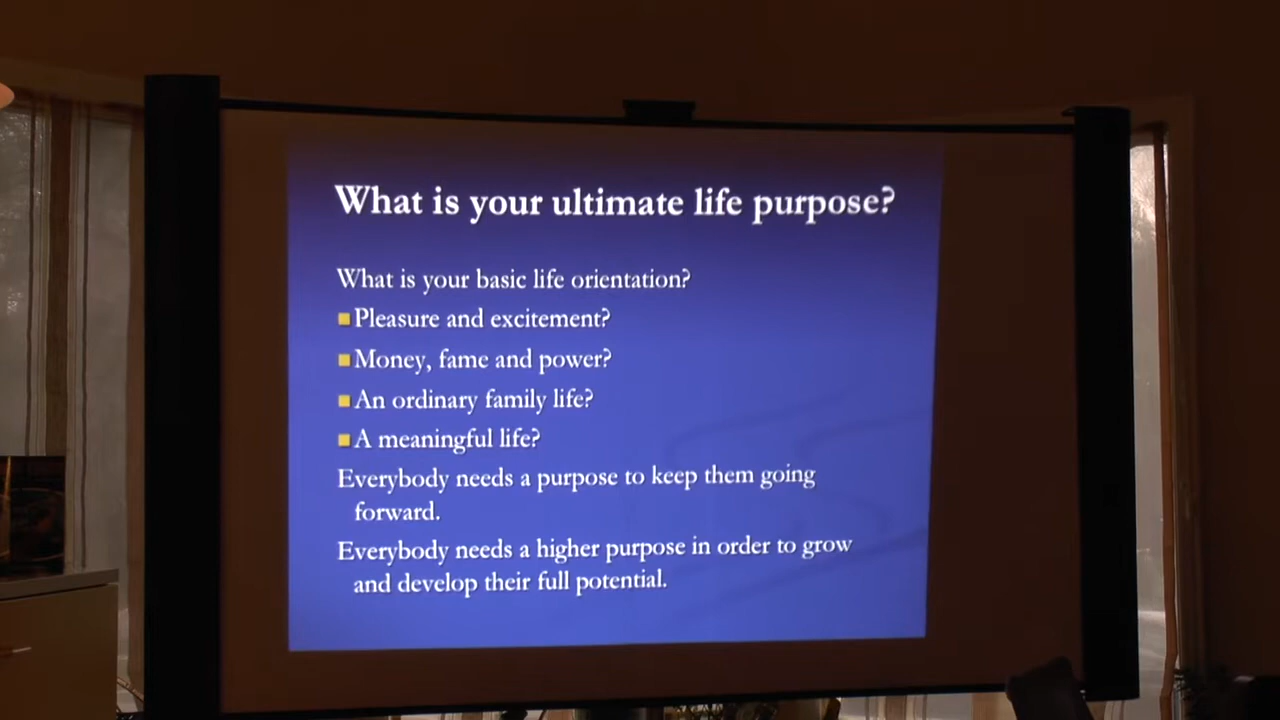 What is your ultimate life purpose?
What is your basic life orientation?
Pleasure and excitement?
Money, fame and power?
An ordinary family life?
A meaningful life?
Everybody needs a purpose to keep them going
forward.
Everybody needs a higher purpose in order to grow
and develop their full potential.